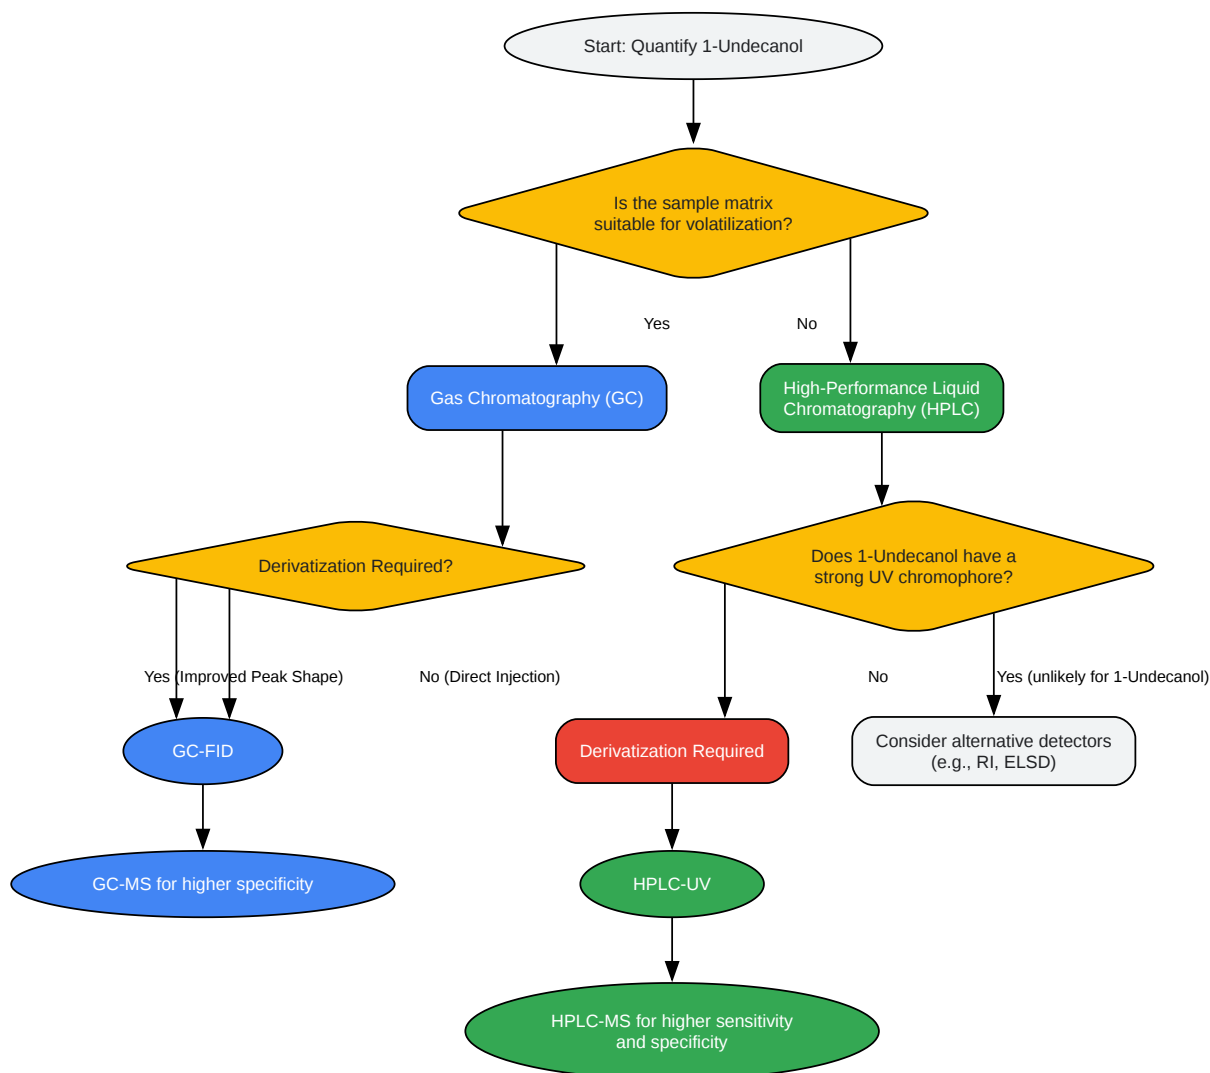 Start: Quantify 1-Undecanol
Is the sample matrix
suitable for volatilization?
Yes
No
Gas Chromatography (GC)
High-Performance Liquid
Chromatography (HPLC)
Derivatization Required?
Does 1-Undecanol have a
strong UV chromophore?
Yes (Improved Peak Shape)
No (Direct Injection)
No
Yes (unlikely for 1-Undecanol)
GC-FID
Derivatization Required
Consider alternative detectors
(e.g., RI, ELSD)
GC-MS for higher specificity
HPLC-UV
HPLC-MS for higher sensitivity
and specificity